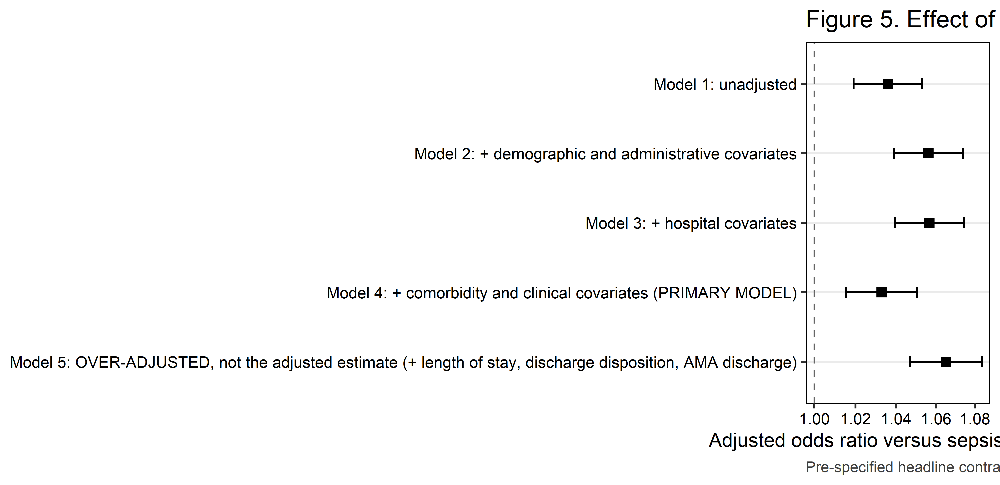 Figure 5. Effect of
Model 1: unadjusted
Model 2: + demographic and administrative covariates
Model 3: + hospital covariates
Model 4: + comorbidity and clinical covariates (PRIMARY MODEL)
Model 5: OVER-ADJUSTED, not the adjusted estimate (+ length of stay, discharge disposition, AMA discharge)
1.00 1.02 1.04 1.06 1.08
Adjusted odds ratio versus sepsis
Pre-specified headline contra